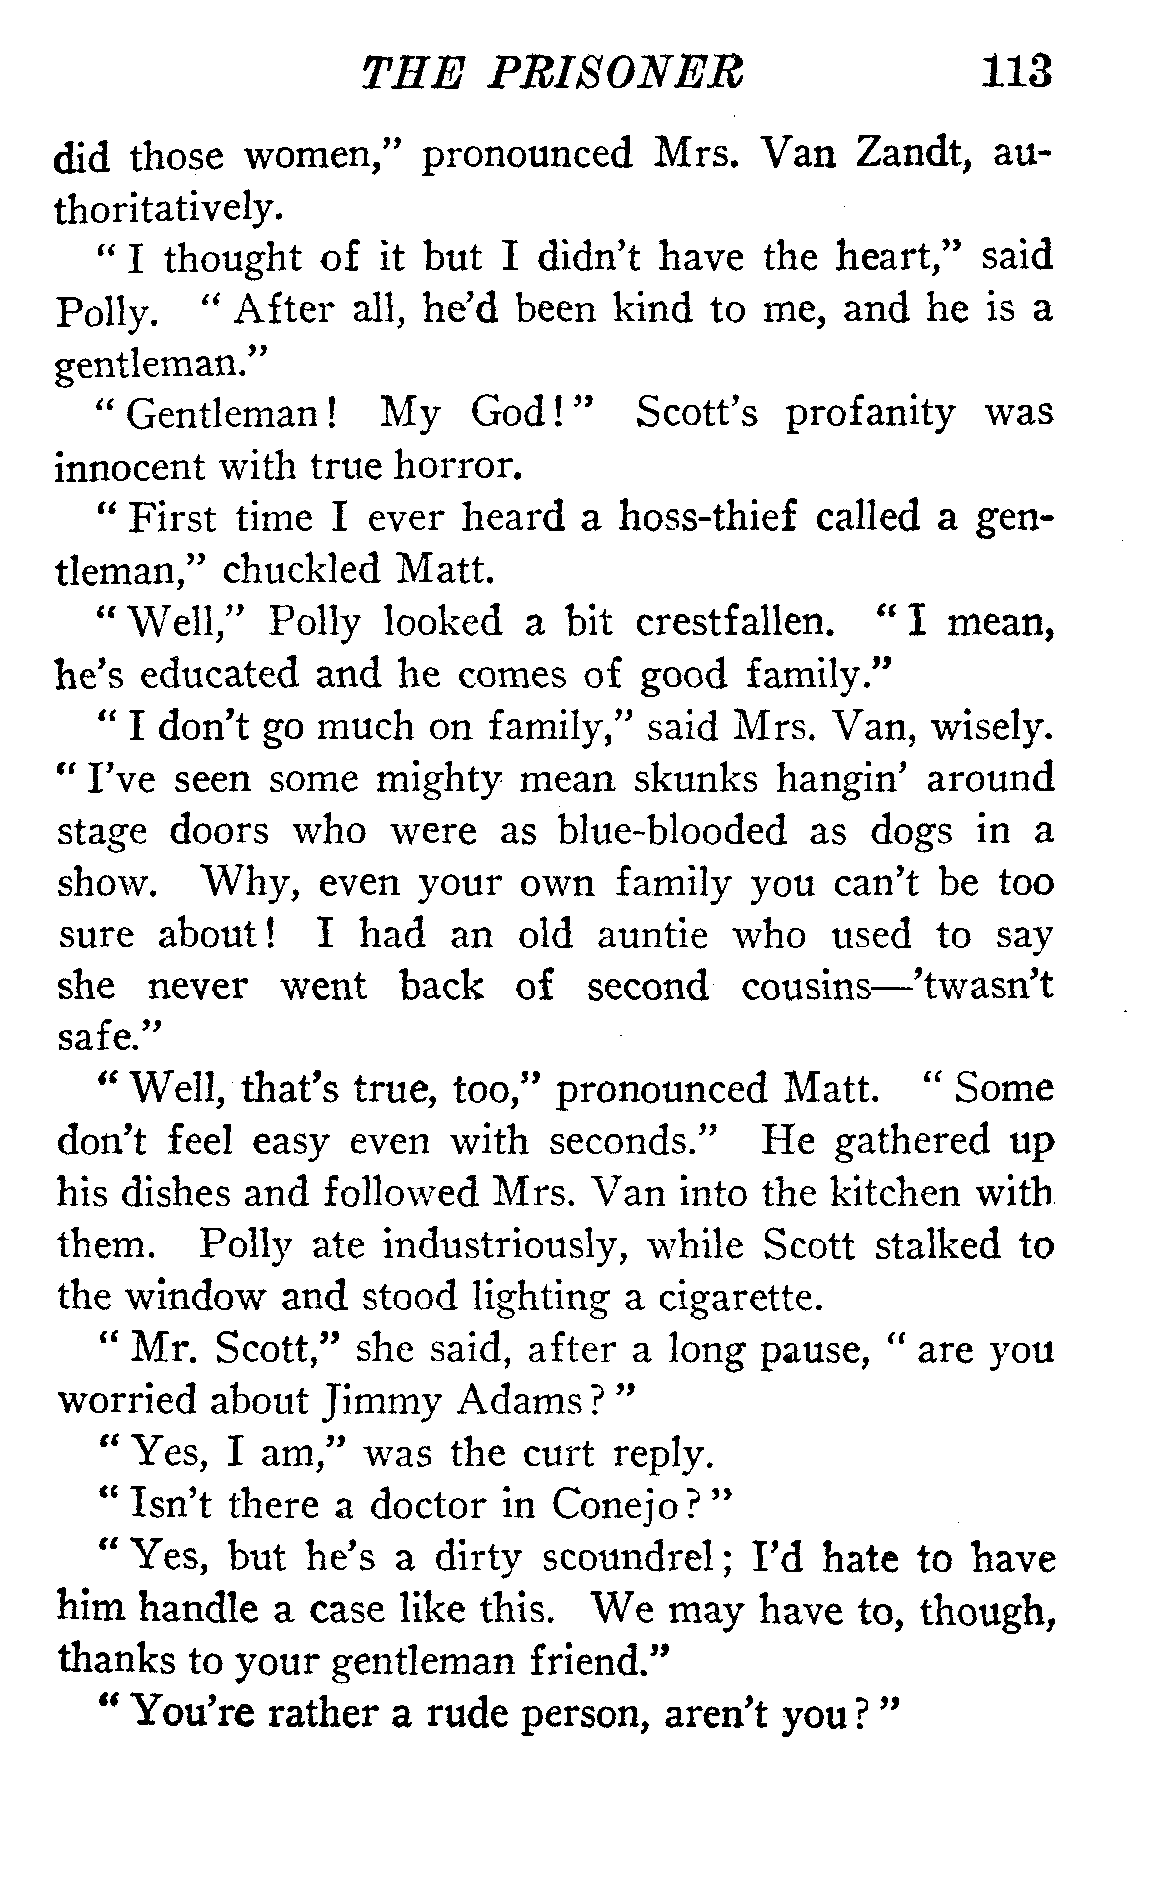 THE PRISONER 113
did those women,” pronounced Mrs. Van Zandt, au-
thoritatively.
“ I thought of it but I didn’t have the heart,” said
Polly. “ After all, he’d been kind to me, and he is a
gentleman.”
“ Gentleman! My God!” Scott’s profanity was
innocent with true horror.
“ First time I ever heard a hoss-thief called a gen-
tleman,” chuckled Matt.
“ Well,” Polly looked a bit crestfallen. “ I mean,
he’s educated and he comes of good family.”
“ I don’t go much on family,” said Mrs. Van, wisely.
“ I’ve seen some mighty mean skunks hangin’ around
stage doors who were as blue-blooded as dogs in a
show. Why, even your own family you can’t be too
sure about! I had an old auntie who used to say
she never went back of second cousins—’twasn’t
safe.”
“ Well, that’s true, too,” pronounced Matt. “ Some
don’t feel easy even with seconds.” He gathered up
his dishes and followed Mrs. Van into the kitchen with
them. Polly ate industriously, while Scott stalked to
the window and stood lighting a cigarette.
“ Mr. Scott,” she said, after a long pause, “ are you
worried about Jimmy Adams? ”
“ Yes, I am,” was the curt reply.
“ Isn’t there a doctor in Conejo? ”
“ Yes, but he’s a dirty scoundrel; I’d hate to have
him handle a case like this. We may have to, though,
thanks to your gentleman friend.”
“ You’re rather a rude person, aren’t you? ”